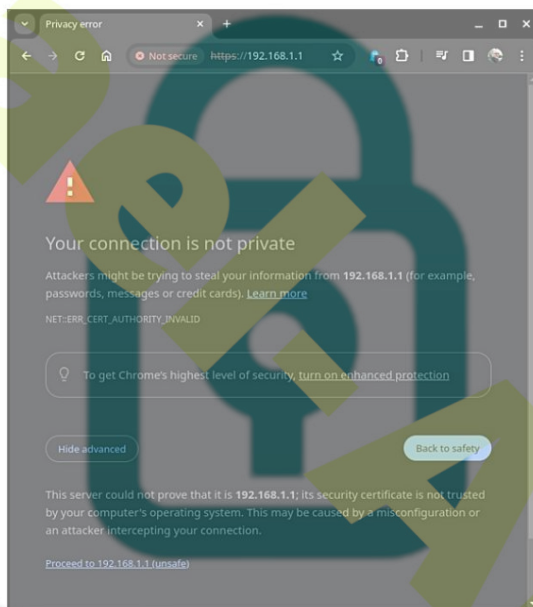 Privacy error
Not secure https://192.168.1.1
0
Your connection is not private
Attackers might be trying to steal your information from 192.168.1.1 (for example,
passwords, messages or credit cards). Learn more
NET::ERR_CERT_AUTHORITY_INVALID
To get Chrome's highest level of security, turn on enhanced protection
Hide advanced
Back to safety
This server could not prove that it is 192.168.1.1; its security certificate is not trusted
by your computer's operating system. This may be caused by a misconfiguration or
an attacker intercepting your connection.
Proceed to 192.168.1.1 (unsafe)